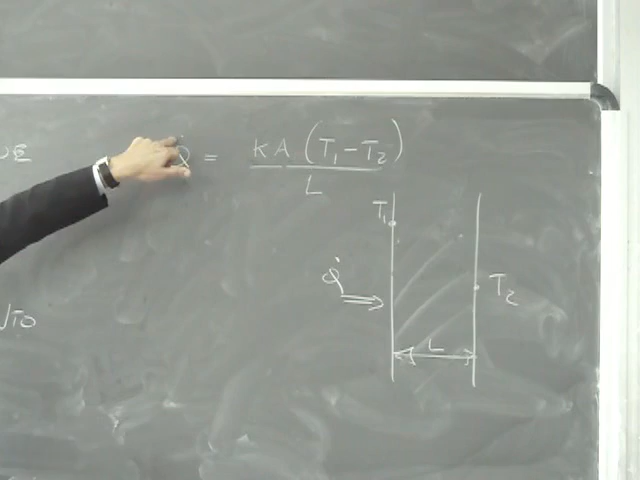 Q̇ = KA (T₁ - T₂)
L
T₁
Q̇
T₂
L